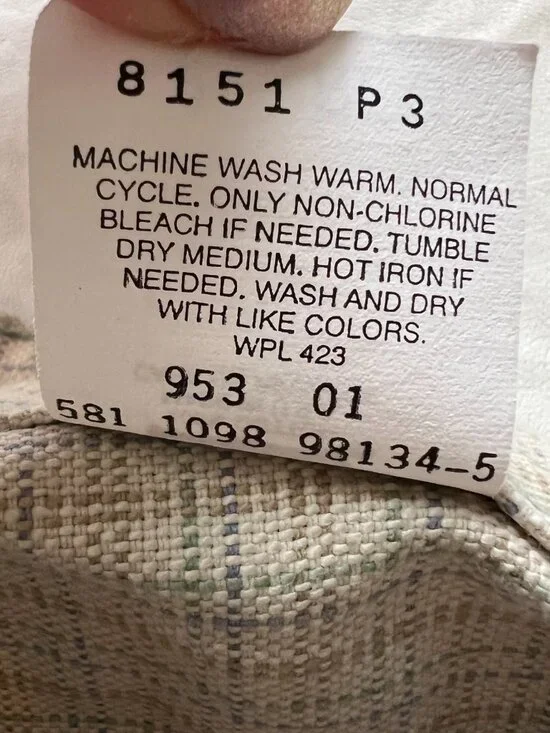 8151 P3
MACHINE WASH WARM. NORMAL
CYCLE. ONLY NON-CHLORINE
BLEACH IF NEEDED. TUMBLE
DRY MEDIUM. HOT IRON IF
NEEDED. WASH AND DRY
WITH LIKE COLORS.
WPL 423
953 01
581 1098 98134-5